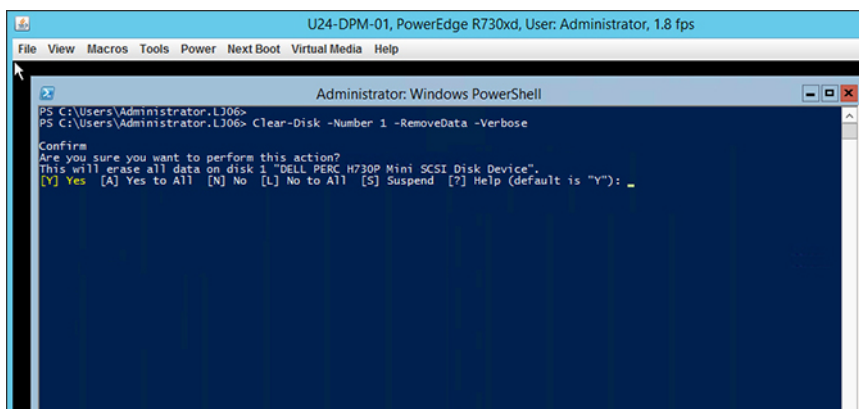 U24-DPM-01, PowerEdge R730xd, User: Administrator, 1.8 fps
File View Macros Tools Power Next Boot Virtual Media Help
Administrator: Windows PowerShell
PS C:\Users\Administrator.LJ06>
PS C:\Users\Administrator.LJ06> Clear-Disk -Number 1 -RemoveData -Verbose
Confirm
Are you sure you want to perform this action?
This will erase all data on disk 1 "DELL PERC H730P Mini SCSI Disk Device".
[Y] Yes [A] Yes to All [N] No [L] No to All [S] Suspend [?] Help (default is "Y"): _